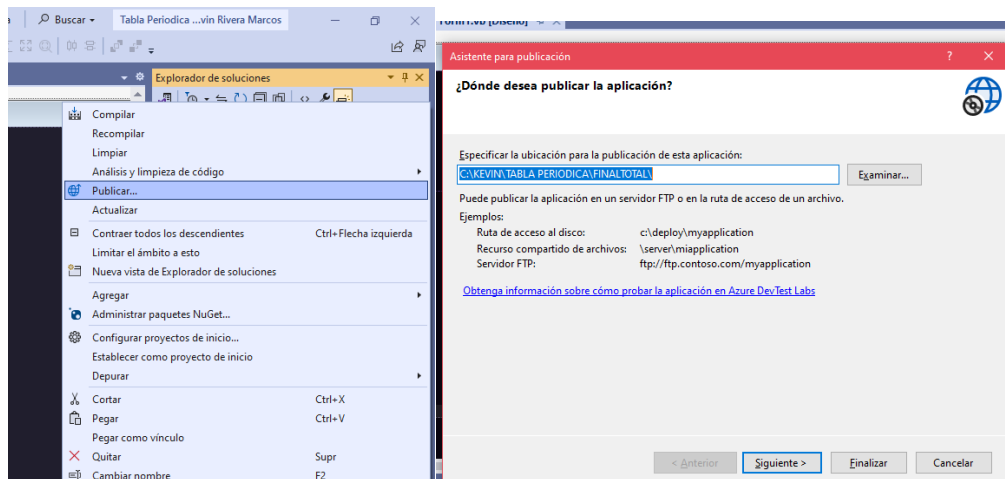 Buscar
Tabla Periodica ...vin Rivera Marcos
Explorador de soluciones
Compilar
Recompilar
Limpiar
Análisis y limpieza de código
Publicar...
Actualizar
Contraer todos los descendientes Ctrl+Flecha izquierda
Limitar el ámbito a esto
Nueva vista de Explorador de soluciones
Agregar
Administrar paquetes NuGet...
Configurar proyectos de inicio...
Establecer como proyecto de inicio
Depurar
Cortar Ctrl+X
Pegar Ctrl+V
Pegar como vínculo
Quitar Supr
Cambiar nombre F2
Form1.vb [Diseño]
Asistente para publicación
¿Dónde desea publicar la aplicación?
Especificar la ubicación para la publicación de esta aplicación:
C:\KEVIN\TABLA PERIODICA\FINALTOTAL\
Examinar...
Puede publicar la aplicación en un servidor FTP o en la ruta de acceso de un archivo.
Ejemplos:
Ruta de acceso al disco: c:\deploy\myapplication
Recurso compartido de archivos: \server\miapplication
Servidor FTP: ftp://ftp.contoso.com/myapplication
Obtenga información sobre cómo probar la aplicación en Azure DevTest Labs
< Anterior Siguiente > Finalizar Cancelar